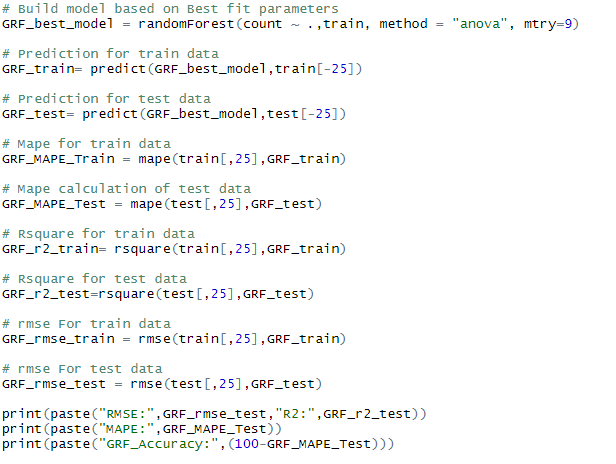 # Build model based on Best fit parameters
GRF_best_model = randomForest(count ~ .,train, method = "anova", mtry=9)
# Prediction for train data
GRF_train= predict(GRF_best_model,train[-25])
# Prediction for test data
GRF_test= predict(GRF_best_model,test[-25])
# Mape for train data
GRF_MAPE_Train = mape(train[,25],GRF_train)
# Mape calculation of test data
GRF_MAPE_Test = mape(test[,25],GRF_test)
# Rsquare for train data
GRF_r2_train= rsquare(train[,25],GRF_train)
# Rsquare for test data
GRF_r2_test=rsquare(test[,25],GRF_test)
# rmse For train data
GRF_rmse_train = rmse(train[,25],GRF_train)
# rmse For test data
GRF_rmse_test = rmse(test[,25],GRF_test)
print(paste("RMSE:",GRF_rmse_test,"R2:",GRF_r2_test))
print(paste("MAPE:",GRF_MAPE_Test))
print(paste("GRF_Accuracy:",(100-GRF_MAPE_Test)))